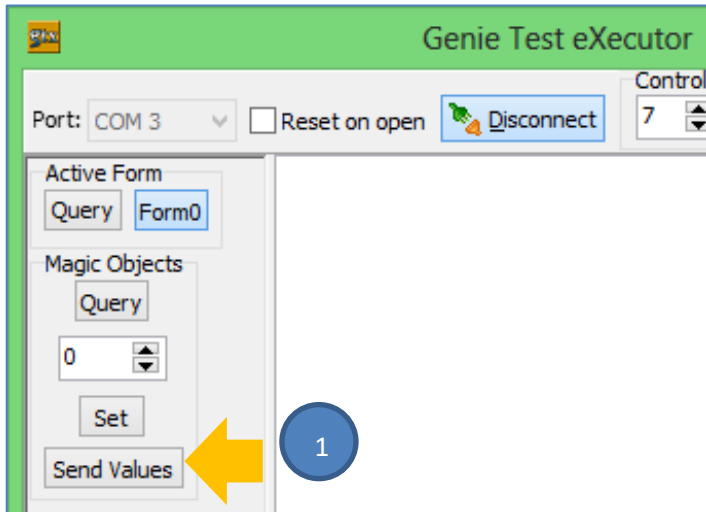 gtx
Genie Test eXecutor
Control
Port: COM 3 Reset on open Disconnect 7
Active Form
Query Form0
Magic Objects
Query
0
Set
Send Values
1